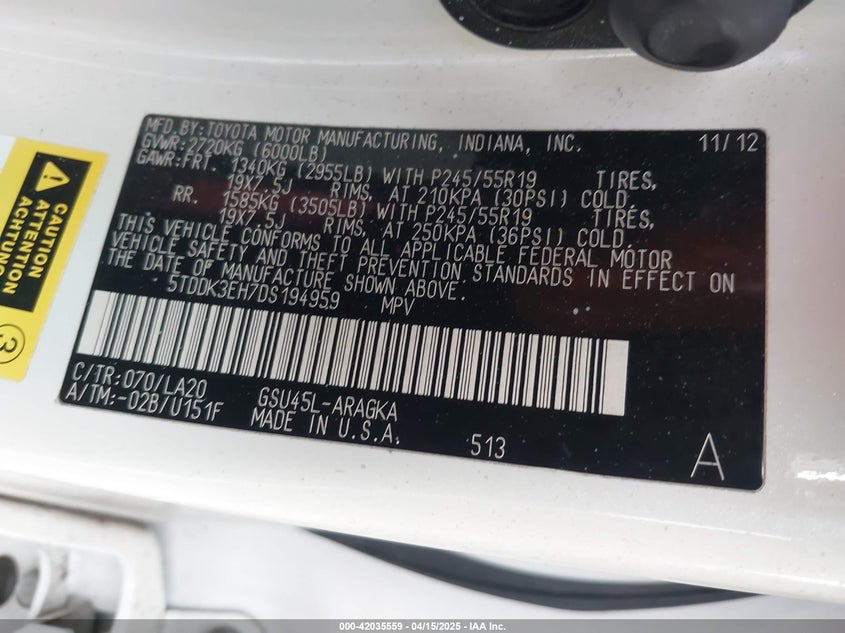 MFD.BY:TOYOTA MOTOR MANUFACTURING, INDIANA, INC. 11/12
GVWR:2720KG (6000LB)
GAWR:FRT. 1340KG (2955LB) WITH P245/55R19 TIRES,
19X7.5J RIMS, AT 210KPA (30PSI) COLD.
RR. 1585KG (3505LB) WITH P245/55R19 TIRES,
19X7.5J RIMS, AT 250KPA (36PSI) COLD.
THIS VEHICLE CONFORMS TO ALL APPLICABLE FEDERAL MOTOR
VEHICLE SAFETY AND THEFT PREVENTION STANDARDS IN EFFECT ON
THE DATE OF MANUFACTURE SHOWN ABOVE.
5TDDK3EH7DS194959 MPV
C/TR:070/LA20 GSU45L-ARAGKA
A/TM:-02B/U151F MADE IN U.S.A. 513 A
CAUTION
ATTENTION
ACHTUNG
3
000-42035559 - 04/15/2025 - IAA Inc.